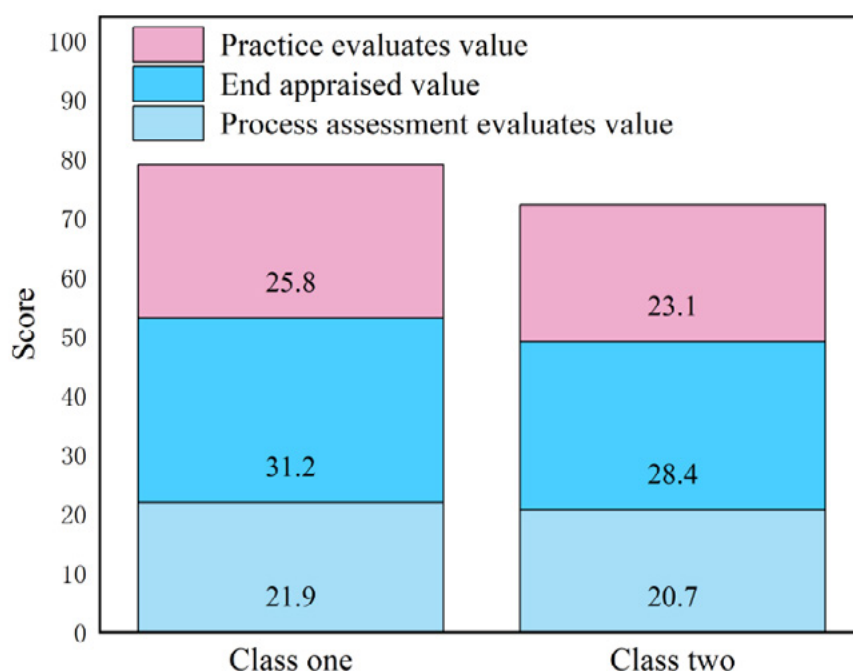 100
90
80
70
60
50
40
30
20
10
0
Score
Practice evaluates value
End appraised value
Process assessment evaluates value
25.8
31.2
21.9
23.1
28.4
20.7
Class one
Class two